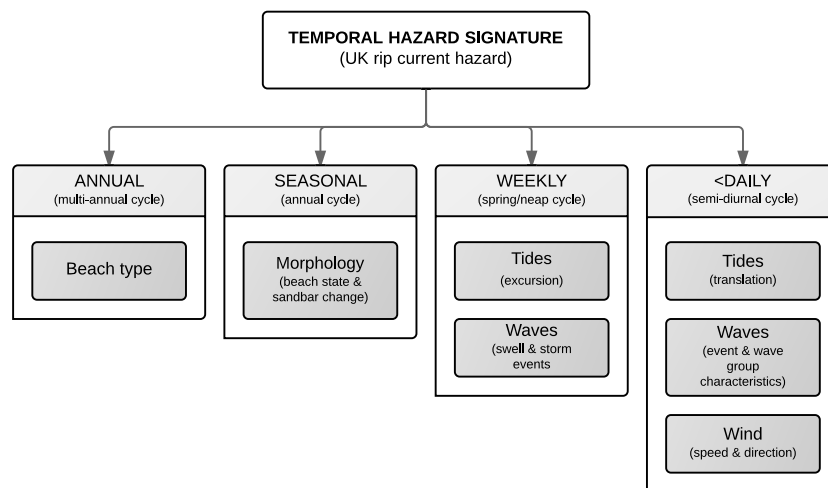 TEMPORAL HAZARD SIGNATURE
(UK rip current hazard)
ANNUAL
(multi-annual cycle)
Beach type
SEASONAL
(annual cycle)
Morphology
(beach state &
sandbar change)
WEEKLY
(spring/neap cycle)
Tides
(excursion)
Waves
(swell & storm
events
<DAILY
(semi-diurnal cycle)
Tides
(translation)
Waves
(event & wave
group
characteristics)
Wind
(speed & direction)